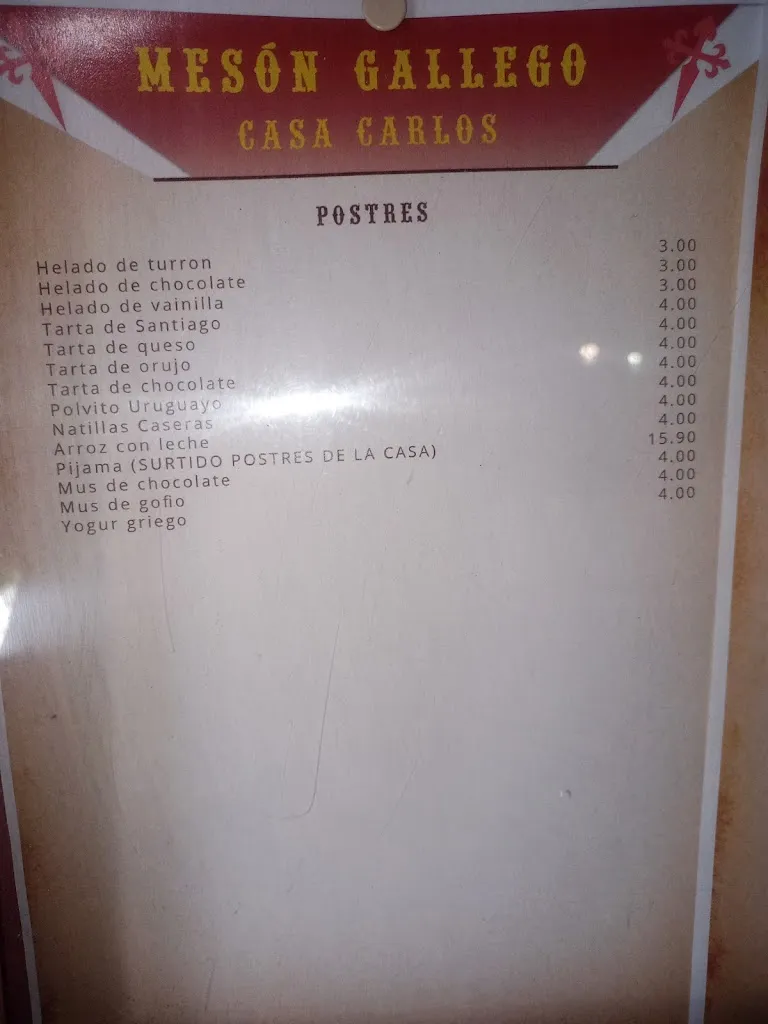 MESÓN GALLEGO
CASA CARLOS
POSTRES
Helado de turron 3.00
Helado de chocolate 3.00
Helado de vainilla 3.00
Tarta de Santiago 4.00
Tarta de queso 4.00
Tarta de orujo 4.00
Tarta de chocolate 4.00
Polvito Uruguayo 4.00
Natillas Caseras 4.00
Arroz con leche 4.00
Pijama (SURTIDO POSTRES DE LA CASA) 15.90
Mus de chocolate 4.00
Mus de gofio 4.00
Yogur griego 4.00